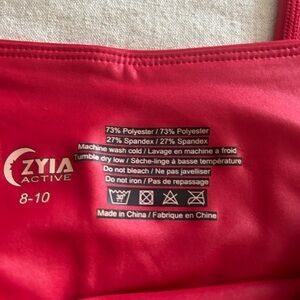 73% Polyester / 73% Polyester
27% Spandex / 27% Spandex
Machine wash cold / Lavage en machine a froid
Tumble dry low / Sèche-linge à basse température
Do not bleach / Ne pas javelliser
Do not iron / Pas de repassage
30°
Made in China / Fabrique en Chine
ZYIA
ACTIVE
8-10